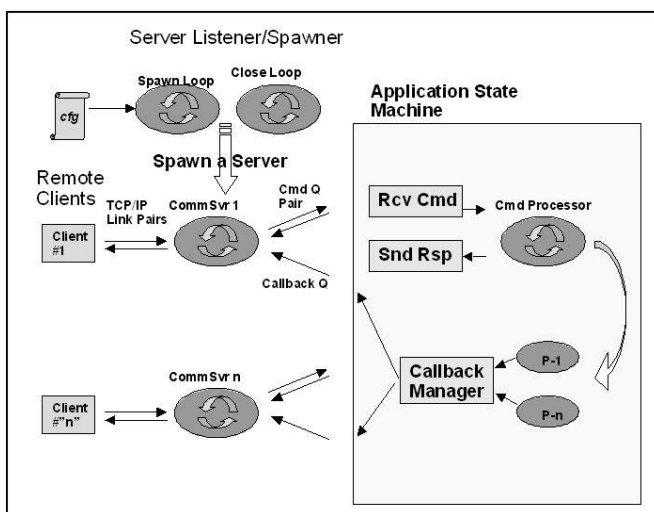 Server Listener/Spawner
Spawn Loop
Close Loop
cfg
Application State
Machine
Spawn a Server
Remote
Clients
TCP/IP
Link Pairs
CommSvr 1
Cmd Q
Pair
Client
#1
Callback Q
Rcv Cmd
Cmd Processor
Snd Rsp
CommSvr n
Client
#"n"
Callback
Manager
P-1
P-n